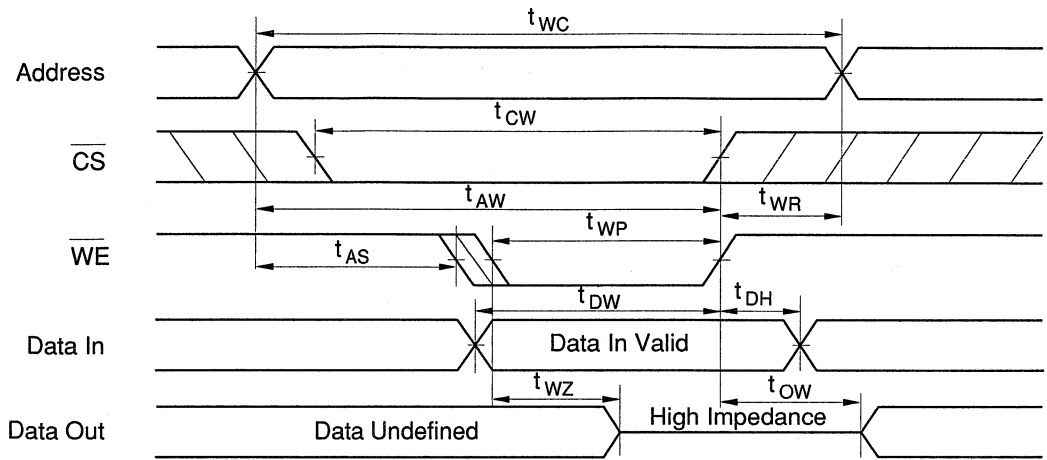 tWC
Address
tCW
CS
tAW
tWR
tWP
WE
tAS
tDW
tDH
Data In
Data In Valid
tWZ
tOW
High Impedance
Data Out
Data Undefined